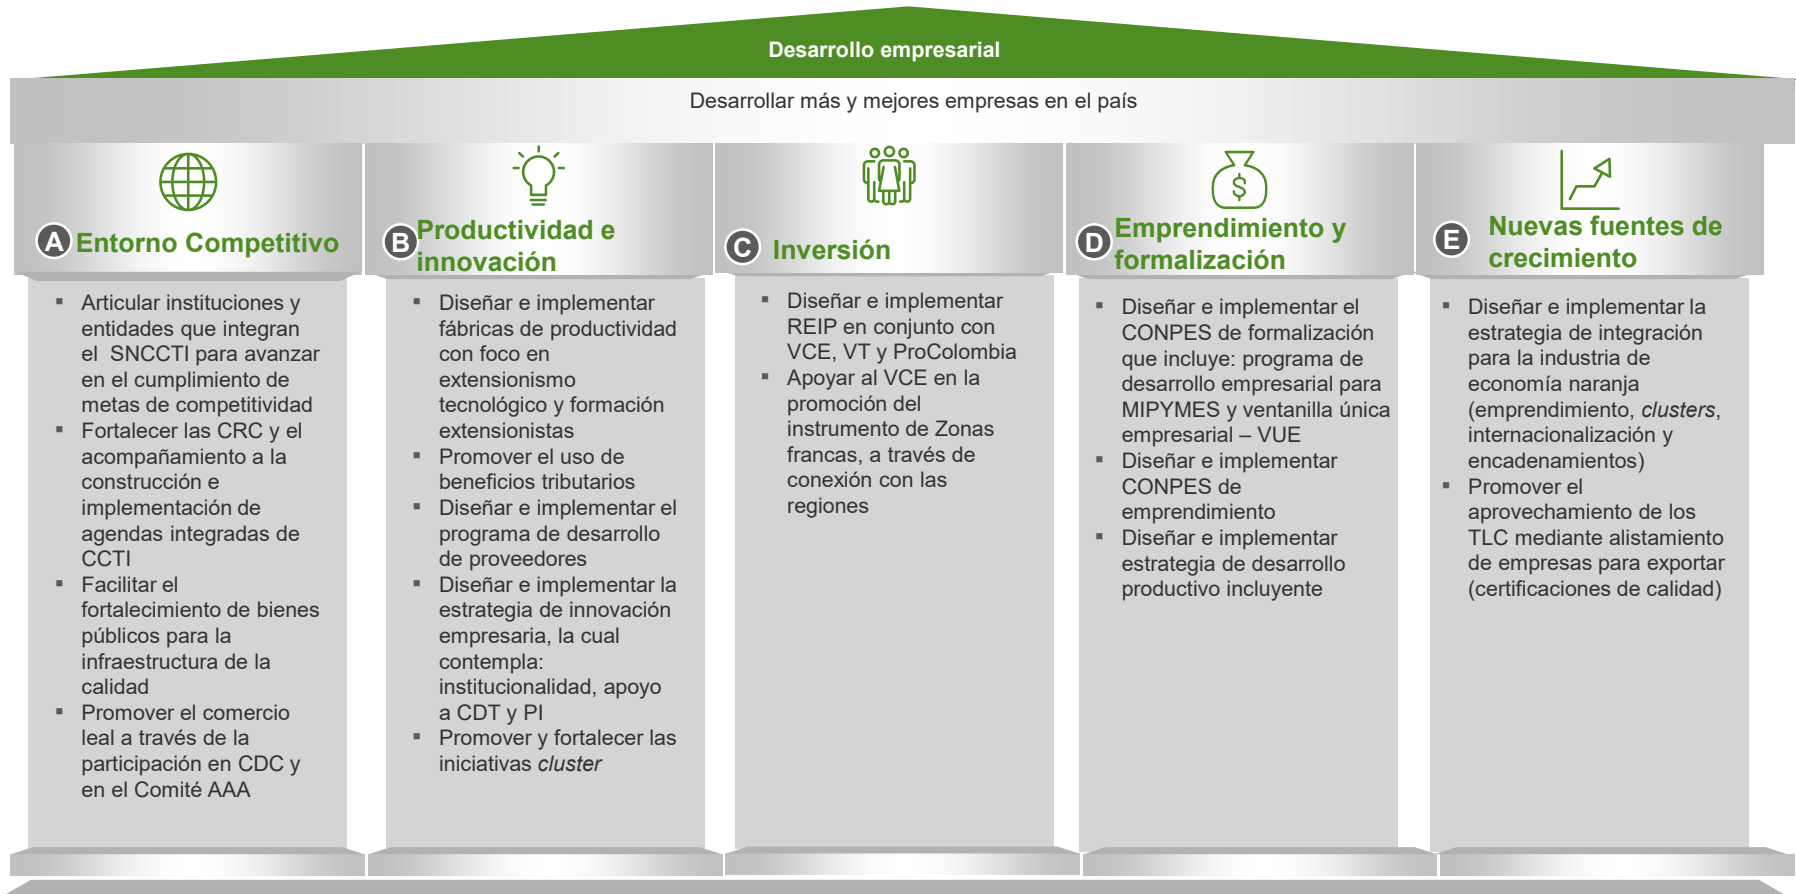 Desarrollo empresarial
Desarrollar más y mejores empresas en el país
A Entorno Competitivo
Articular instituciones y
entidades que integran
el SNCCTI para avanzar
en el cumplimiento de
metas de competitividad
Fortalecer las CRC y el
acompañamiento a la
construcción e
implementación de
agendas integradas de
CCTI
Facilitar el
fortalecimiento de bienes
públicos para la
infraestructura de la
calidad
Promover el comercio
leal a través de la
participación en CDC y
en el Comité AAA
B Productividad e
innovación
Diseñar e implementar
fábricas de productividad
con foco en
extensionismo
tecnológico y formación
extensionistas
Promover el uso de
beneficios tributarios
Diseñar e implementar el
programa de desarrollo
de proveedores
Diseñar e implementar la
estrategia de innovación
empresaria, la cual
contempla:
institucionalidad, apoyo
a CDT y PI
Promover y fortalecer las
iniciativas cluster
C Inversión
Diseñar e implementar
REIP en conjunto con
VCE, VT y ProColombia
Apoyar al VCE en la
promoción del
instrumento de Zonas
francas, a través de
conexión con las
regiones
D Emprendimiento y
formalización
Diseñar e implementar el
CONPES de formalización
que incluye: programa de
desarrollo empresarial para
MIPYMES y ventanilla única
empresarial – VUE
Diseñar e implementar
CONPES de
emprendimiento
Diseñar e implementar
estrategia de desarrollo
productivo incluyente
E Nuevas fuentes de
crecimiento
Diseñar e implementar la
estrategia de integración
para la industria de
economía naranja
(emprendimiento, clusters,
internacionalización y
encadenamientos)
Promover el
aprovechamiento de los
TLC mediante alistamiento
de empresas para exportar
(certificaciones de calidad)